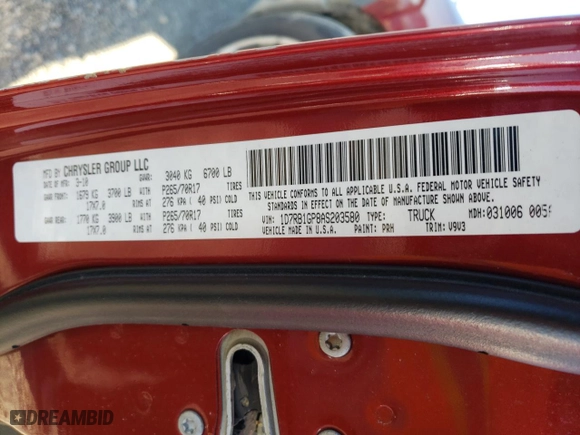 MFD BY CHRYSLER GROUP LLC
DATE OF MFR: 3-10 GVWR: 3040 KG 6700 LB
GAWR FRONT: 1679 KG 3700 LB WITH P265/70R17 TIRES
17X7.0 RIMS AT 276 KPA ( 40 PSI) COLD
GAWR REAR: 1770 KG 3900 LB WITH P265/70R17 TIRES
17X7.0 RIMS AT 276 KPA ( 40 PSI) COLD
THIS VEHICLE CONFORMS TO ALL APPLICABLE U.S.A. FEDERAL MOTOR VEHICLE SAFETY
STANDARDS IN EFFECT ON THE DATE OF MANUFACTURE SHOWN ABOVE.
VIN: 1D7RB1GP8AS203580 TYPE: TRUCK MDH: 031006 005
VEHICLE MADE IN U.S.A. PAINT: PRH TRIM: V9V3
DREAMBID